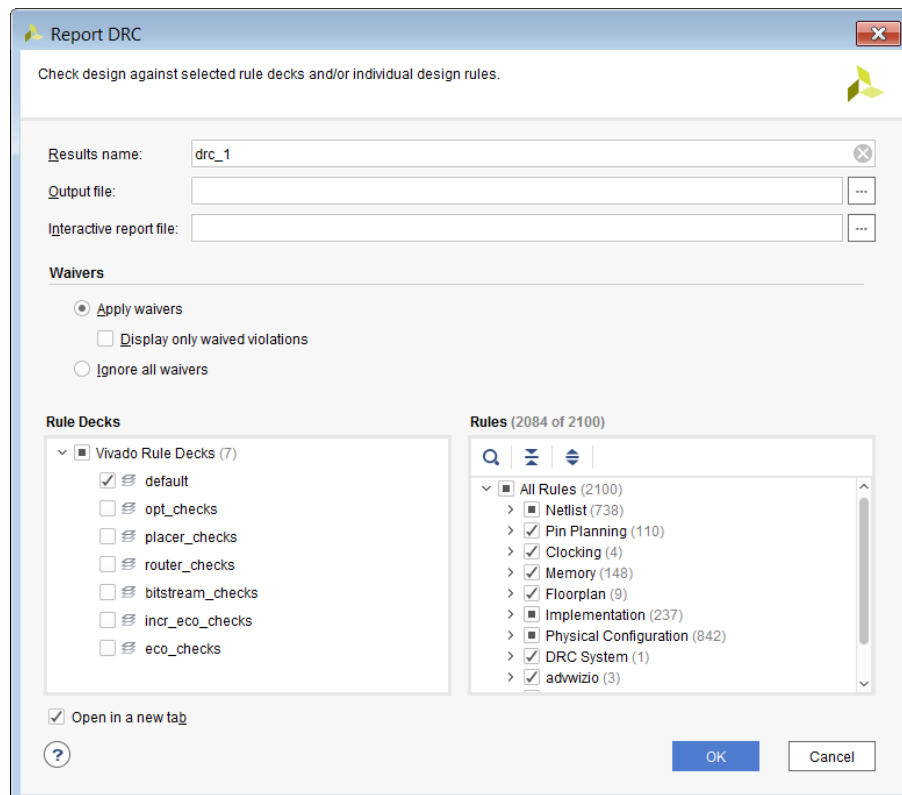 Report DRC
Check design against selected rule decks and/or individual design rules.
Results name: drc_1
Output file: ...
Interactive report file: ...
Waivers
Apply waivers
Display only waived violations
Ignore all waivers
Rule Decks
Vivado Rule Decks (7)
default
opt_checks
placer_checks
router_checks
bitstream_checks
incr_eco_checks
eco_checks
Rules (2084 of 2100)
All Rules (2100)
Netlist (738)
Pin Planning (110)
Clocking (4)
Memory (148)
Floorplan (9)
Implementation (237)
Physical Configuration (842)
DRC System (1)
advwizio (3)
Open in a new tab
?
OK Cancel